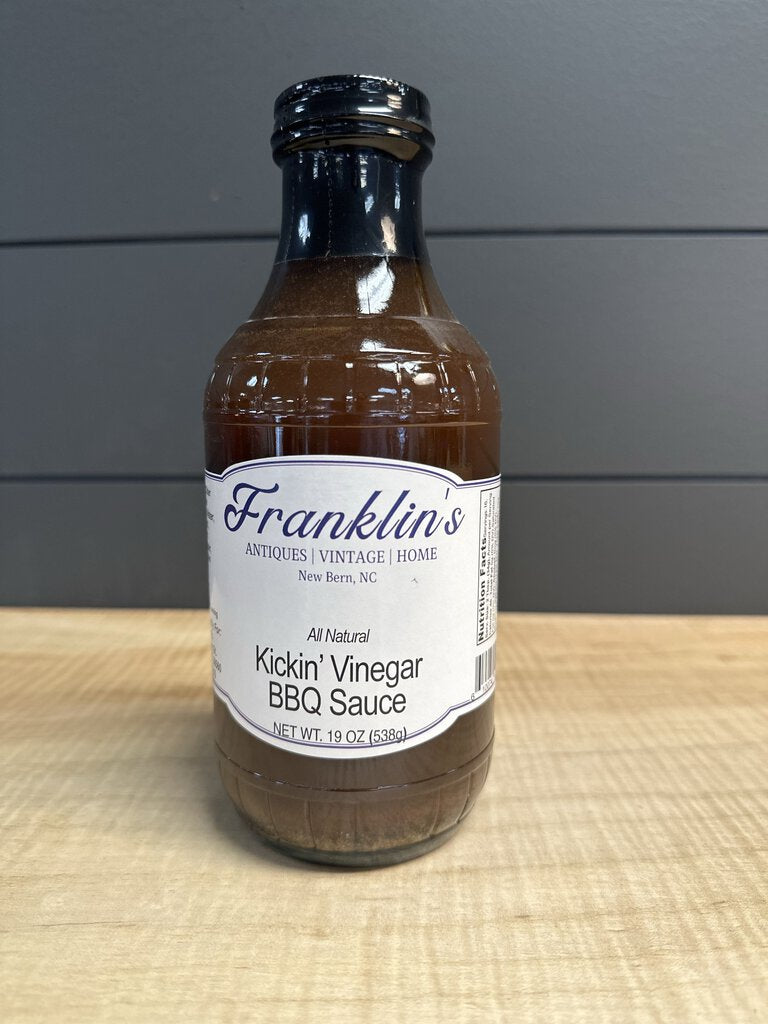 Franklin's
ANTIQUES | VINTAGE | HOME
New Bern, NC
All Natural
Kickin' Vinegar
BBQ Sauce
NET WT. 19 OZ (538g)
Nutrition Facts